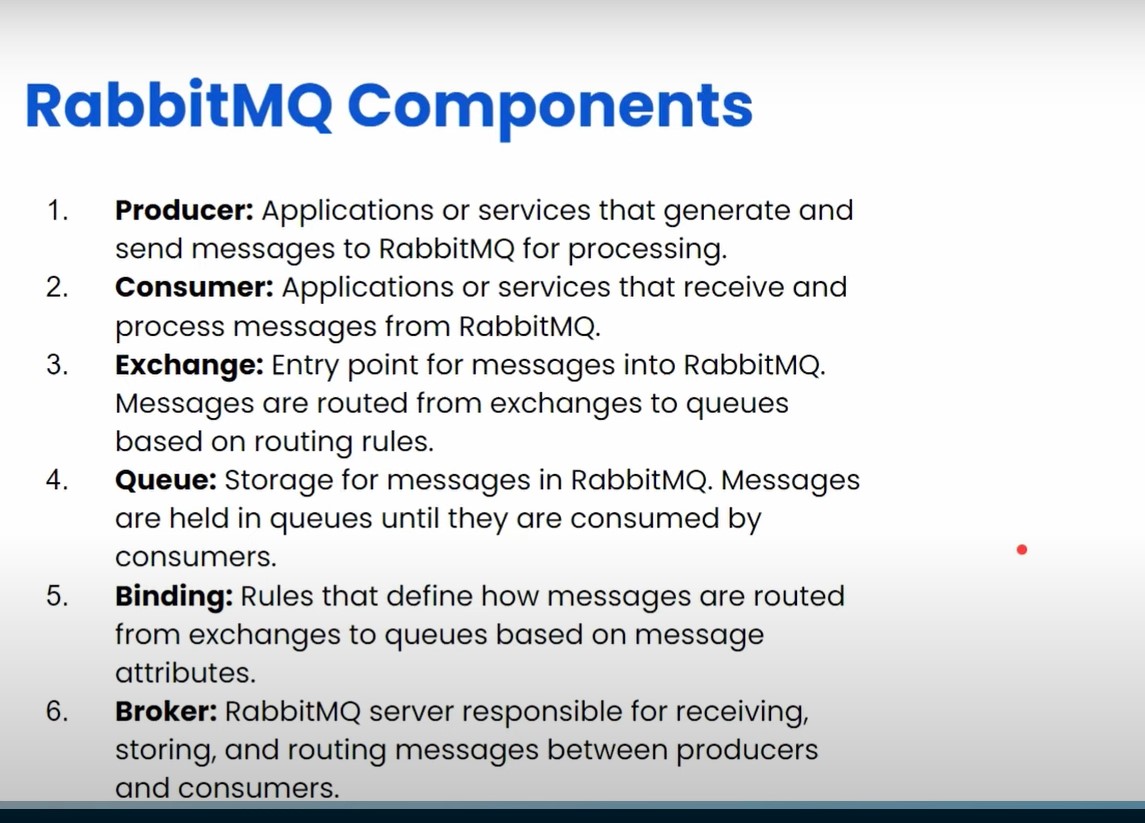 RabbitMQ Components
1. Producer: Applications or services that generate and
send messages to RabbitMQ for processing.
2. Consumer: Applications or services that receive and
process messages from RabbitMQ.
3. Exchange: Entry point for messages into RabbitMQ.
Messages are routed from exchanges to queues
based on routing rules.
4. Queue: Storage for messages in RabbitMQ. Messages
are held in queues until they are consumed by
consumers.
5. Binding: Rules that define how messages are routed
from exchanges to queues based on message
attributes.
6. Broker: RabbitMQ server responsible for receiving,
storing, and routing messages between producers
and consumers.